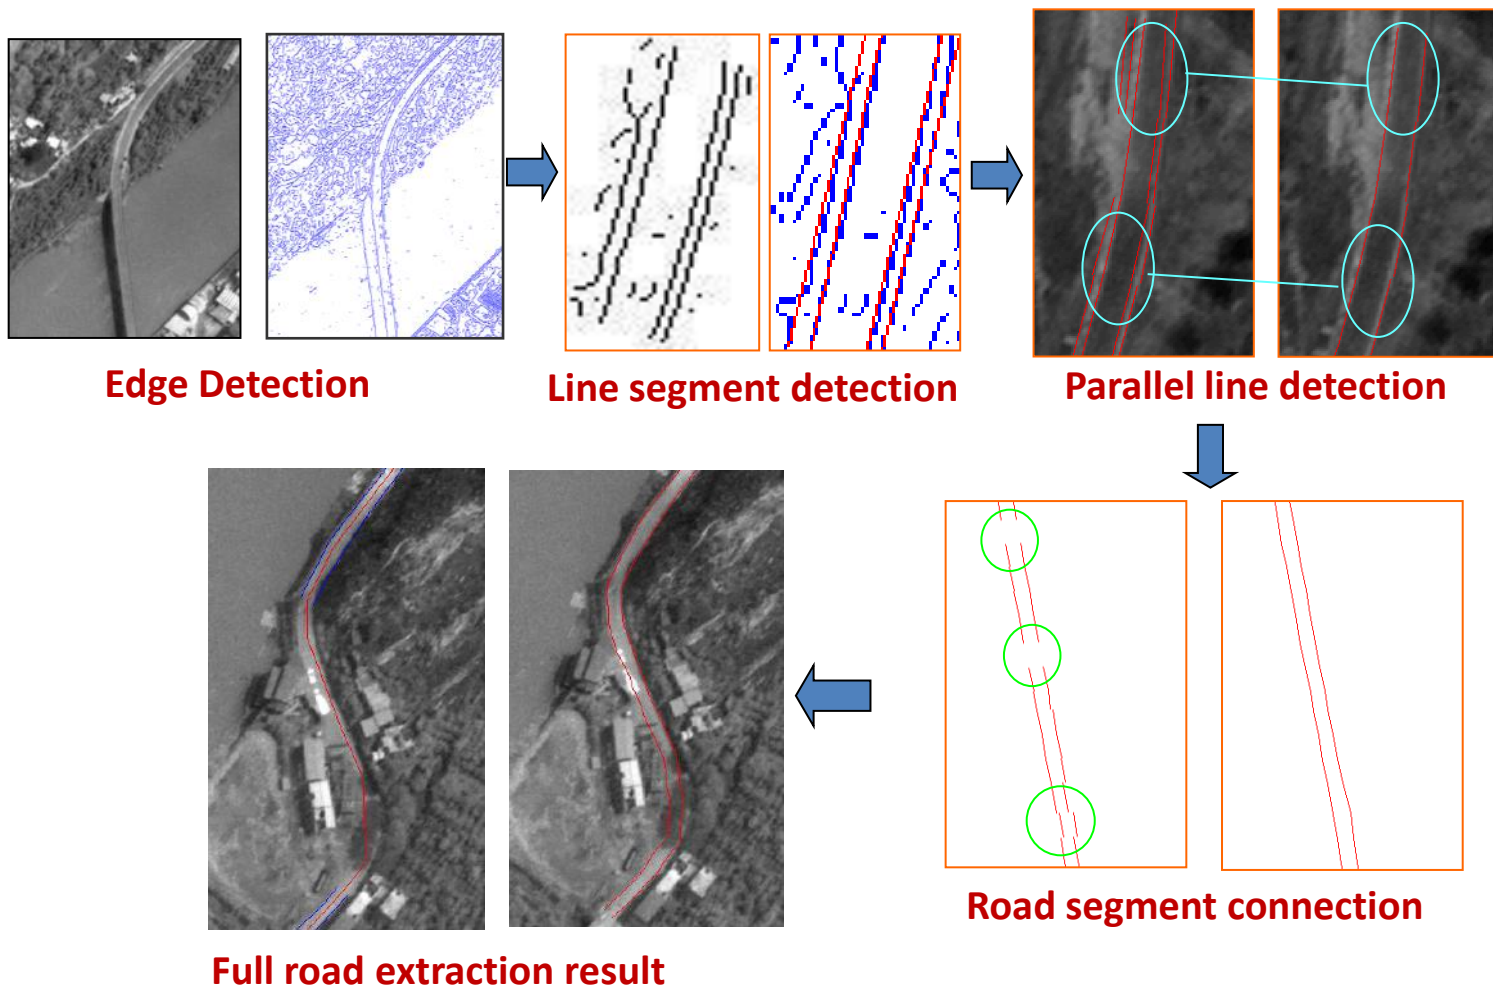 Edge Detection
Line segment detection
Parallel line detection
Road segment connection
Full road extraction result